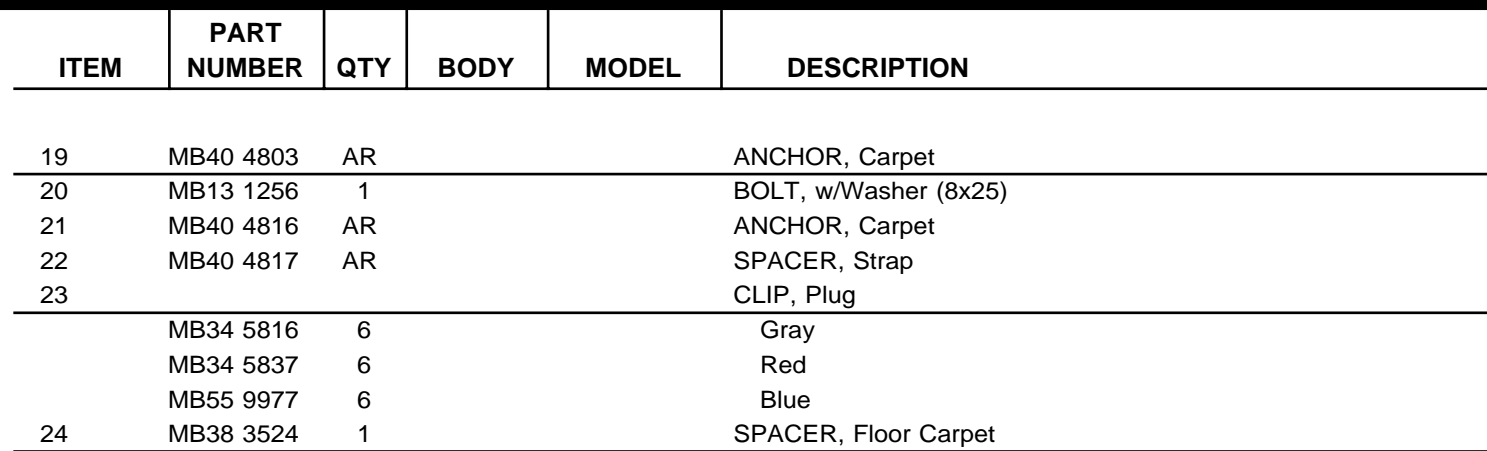 PART
ITEM NUMBER QTY BODY MODEL DESCRIPTION
19 MB40 4803 AR ANCHOR, Carpet
20 MB13 1256 1 BOLT, w/Washer (8x25)
21 MB40 4816 AR ANCHOR, Carpet
22 MB40 4817 AR SPACER, Strap
23 CLIP, Plug
MB34 5816 6 Gray
MB34 5837 6 Red
MB55 9977 6 Blue
24 MB38 3524 1 SPACER, Floor Carpet